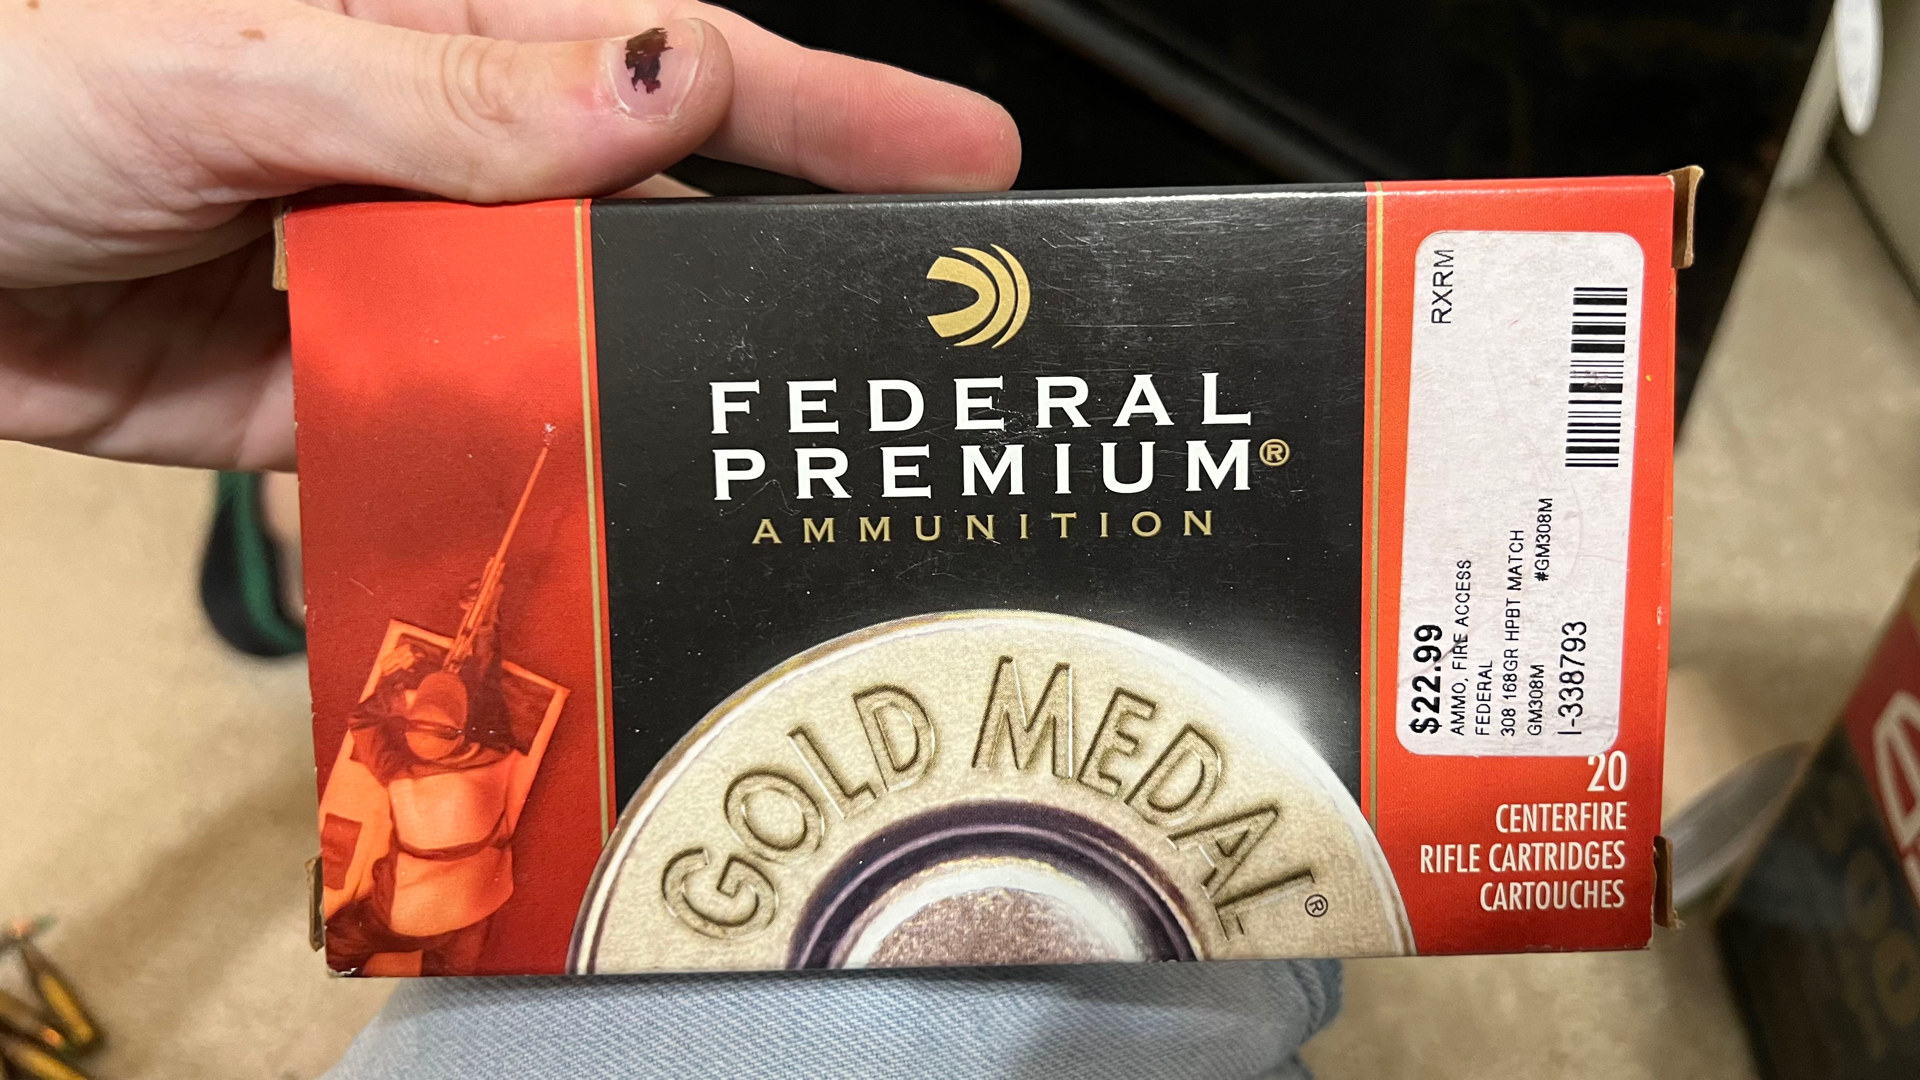 FEDERAL
PREMIUM®
AMMUNITION
GOLD MEDAL®
RXRM
$22.99
AMMO, FIRE ACCESS
FEDERAL
308 168GR HPBT MATCH
GM308M #GM308M
I-338793
20
CENTERFIRE
RIFLE CARTRIDGES
CARTOUCHES